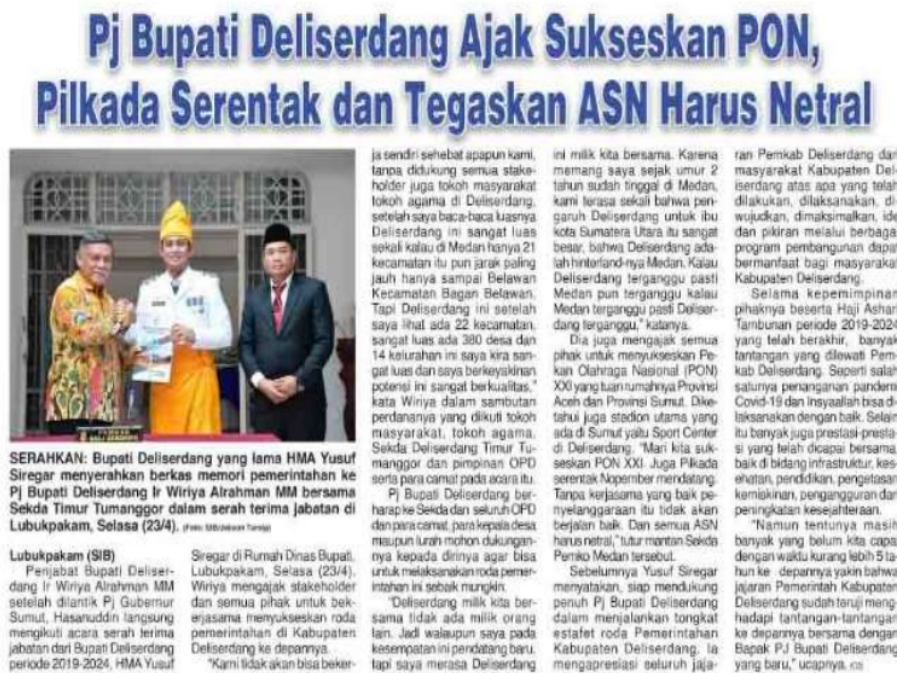 Pj Bupati Deliserdang Ajak Sukseskan PON,
Pilkada Serentak dan Tegaskan ASN Harus Netral
SERAHKAN: Bupati Deliserdang yang lama HMA Yusuf
Siregar menyerahkan berkas memori pemerintahan ke
Pj Bupati Deliserdang Ir Wiriya Alrahman MM bersama
Sekda Timur Tumanggor dalam serah terima jabatan di
Lubukpakam, Selasa (23/4).
Lubukpakam (SIB)
Penjabat Bupati Deliser-
dang Ir Wiriya Alrahman MM
setelah dilantik Pj Gubernur
Sumut, Hasanuddin langsung
mengikuti acara serah terima
jabatan dari Bupati Deliserdang
periode 2019-2024, HMA Yusuf
Siregar di Rumah Dinas Bupati,
Lubukpakam, Selasa (23/4).
Wiriya mengajak stakeholder
dan semua pihak untuk bek-
erjasama menyukseskan roda
pemerintahan di Kabupaten
Deliserdang ke depannya.
"Kami tidak akan bisa beker-
ja sendiri sehebat apapun kami,
tanpa didukung semua stake-
holder juga tokoh masyarakat
tokoh agama di Deliserdang,
setelah saya baca-baca luasnya
Deliserdang ini sangat luas
sekali kalau di Medan hanya 21
kecamatan itu pun jarak paling
jauh hanya sampai Belawan
Kecamatan Bagan Belawan.
Tapi Deliserdang ini setelah
saya lihat ada 22 kecamatan,
sangat luas ada 380 desa dan
14 kelurahan ini saya kira san-
gat luas dan saya berkeyakinan
potensi ini sangat berkualitas,"
kata Wiriya dalam sambutan
perdananya yang diikuti tokoh
masyarakat, tokoh agama,
Sekda Deliserdang Timur Tu-
manggor dan pimpinan OPD
serta para camat pada acara itu.
Pj Bupati Deliserdang ber-
harap ke Sekda dan seluruh OPD
dan para camat, para kepala desa
maupun lurah mohon dukungan-
nya kepada dirinya agar bisa
untuk melaksanakan roda pemer-
intahan ini sebaik mungkin.
"Deliserdang milik kita ber-
sama tidak ada milik orang
lain. Jadi walaupun saya pada
kesempatan ini pendatang baru,
tapi saya merasa Deliserdang
ini milik kita bersama. Karena
memang saya sejak umur 2
tahun sudah tinggal di Medan,
kami terasa sekali bahwa pen-
garuh Deliserdang untuk ibu
kota Sumatera Utara itu sangat
besar, bahwa Deliserdang ada-
lah hinterland-nya Medan. Kalau
Deliserdang terganggu pasti
Medan pun terganggu kalau
Medan terganggu pasti Deliser-
dang terganggu," katanya.
Dia juga mengajak semua
pihak untuk menyukseskan Pe-
kan Olahraga Nasional (PON)
XXI yang tuan rumahnya Provinsi
Aceh dan Provinsi Sumut. Dike-
tahui juga stadion utama yang
ada di Sumut yaitu Sport Center
di Deliserdang. "Mari kita suk-
seskan PON XXI. Juga Pilkada
serentak Nopember mendatang.
Tanpa kerjasama yang baik pe-
nyelanggaraan itu tidak akan
berjalan baik. Dan semua ASN
harus netral," tutur mantan Sekda
Pemko Medan tersebut.
Sebelumnya Yusuf Siregar
menyatakan, siap mendukung
penuh Pj Bupati Deliserdang
dalam menjalankan tongkat
estafet roda Pemerintahan
Kabupaten Deliserdang. Ia
mengapresiasi seluruh jaja-
ran Pemkab Deliserdang dan
masyarakat Kabupaten Del-
iserdang atas apa yang telah
dilakukan, dilaksanakan, di-
wujudkan, dimaksimalkan, ide
dan pikiran melalui berbagai
program pembangunan dapat
bermanfaat bagi masyarakat
Kabupaten Deliserdang.
Selama kepemimpinan
pihaknya beserta Haji Ashari
Tambunan periode 2019-2024
yang telah berakhir, banyak
tantangan yang dilewati Pem-
kab Deliserdang. Seperti salah
satunya penanganan pandemi
Covid-19 dan Insyaallah bisa di-
laksanakan dengan baik. Selain
itu banyak juga prestasi-presta-
si yang telah dicapai bersama,
baik di bidang infrastruktur, kes-
ehatan, pendidikan, pengetasan
kemiskinan, pengangguran dan
peningkatan kesejahteraan.
"Namun tentunya masih
banyak yang belum kita capai
dengan waktu kurang lebih 5 ta-
hun ke depannya yakin bahwa
jajaran Pemerintah Kabupaten
Deliserdang sudah teruji meng-
hadapi tantangan-tantangan
ke depannya bersama dengan
Bapak PJ Bupati Deliserdang
yang baru," ucapnya.